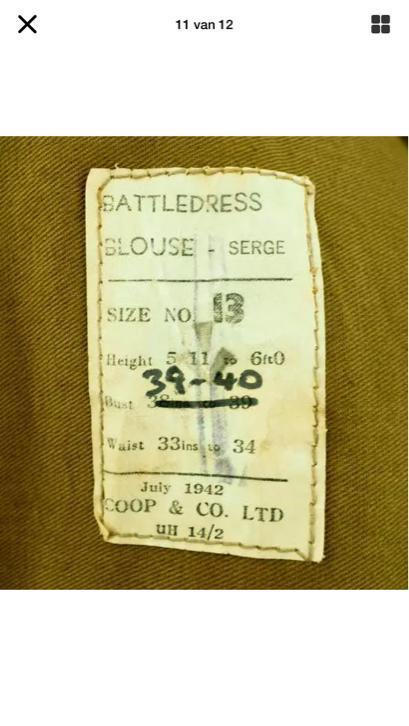 11 van 12
BATTLEDRESS
BLOUSE - SERGE
SIZE NO. 13
Height 5 11 to 6ft0
39-40
Bust 38ins to 39
Waist 33ins to 34
July 1942
COOP & CO. LTD
UH 14/2